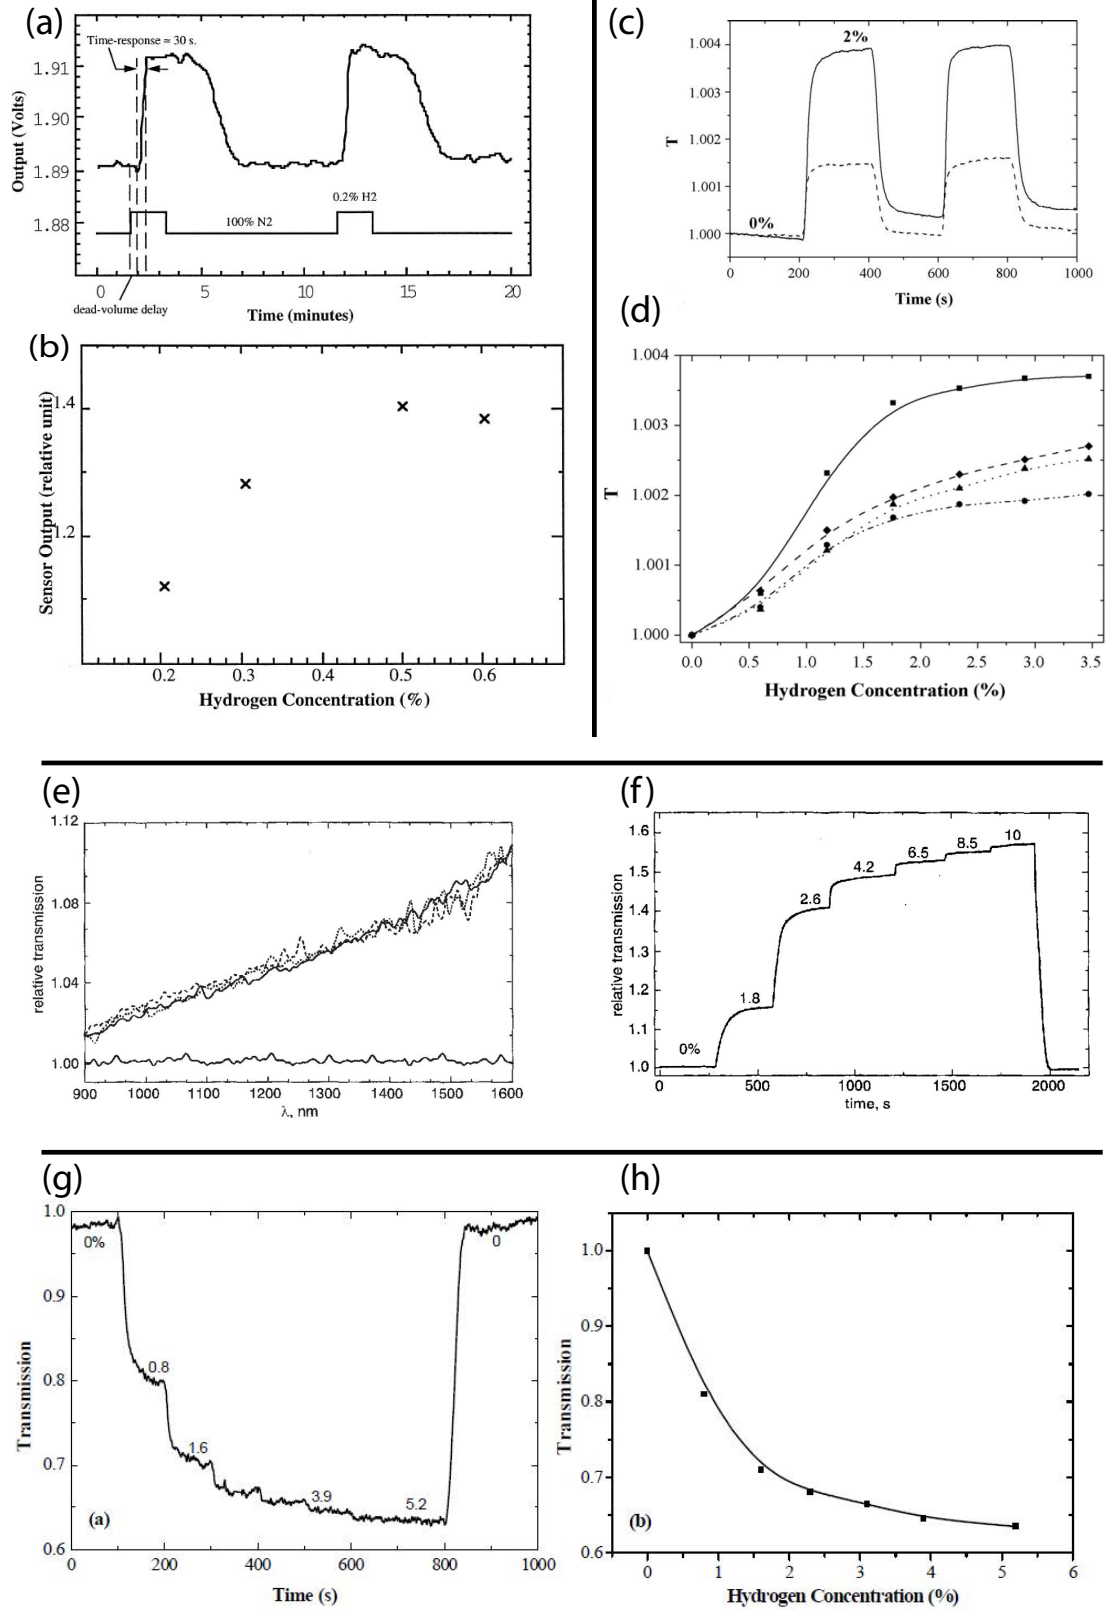 (a)
Time-response ≈ 30 s.
1.91
1.90
1.89
1.88
Output (Volts)
0.2% H2
100% N2
0 5 10 15 20
dead-volume delay
Time (minutes)
(b)
1.4
1.2
Sensor Output (relative unit)
0.2 0.3 0.4 0.5 0.6
Hydrogen Concentration (%)
(c)
1.004
1.003
1.002
1.001
1.000
T
2%
0%
0 200 400 600 800 1000
Time (s)
(d)
1.004
1.003
1.002
1.001
1.000
T
0.0 0.5 1.0 1.5 2.0 2.5 3.0 3.5
Hydrogen Concentration (%)
(e)
1.12
1.08
1.04
1.00
relative transmission
900 1000 1100 1200 1300 1400 1500 1600
λ, nm
(f)
1.6
1.5
1.4
1.3
1.2
1.1
1.0
relative transmission
0%
1.8
2.6
4.2
6.5
8.5
10
0 500 1000 1500 2000
time, s
(g)
1.0
0.9
0.8
0.7
0.6
Transmission
0%
0.8
1.6
3.9
5.2
0
(a)
0 200 400 600 800 1000
Time (s)
(h)
1.0
0.9
0.8
0.7
0.6
Transmission
(b)
0 1 2 3 4 5 6
Hydrogen Concentration (%)